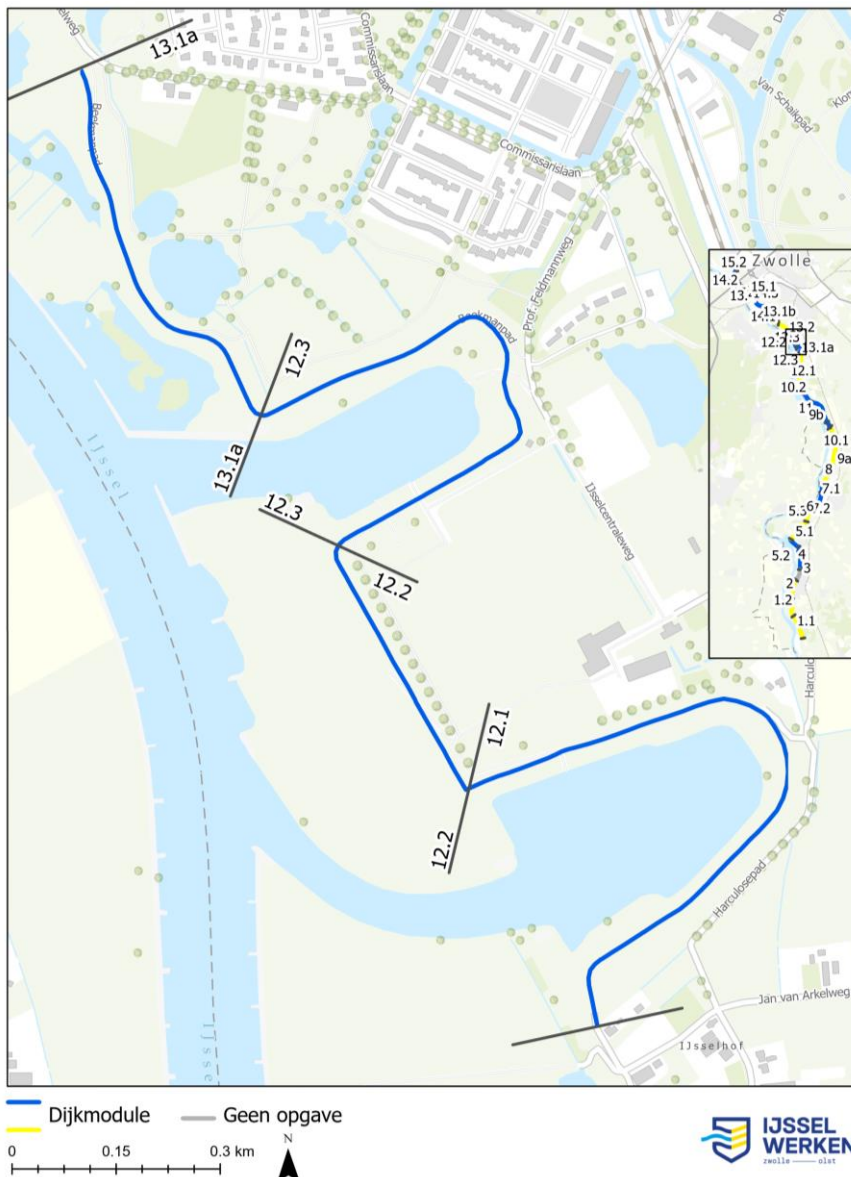 13.1a
Commissarislaan
Beekmanpad
Van Schaikpad
Commissarislaan
Prof. Feldmannweg
Zwolle
15.2
14.2
15.1
13.1b
13.2
13.1a
12.3
12.1
10.2
9b
10.1
9a
8
7.1
5.3
6
7.2
5.1
5.2
4
3
2
1.2
1.1
12.3
13.1a
IJssel
12.3
12.2
IJsselcentraleweg
12.1
12.2
Harculosepad
Jan van Arkelweg
IJsselhof
IJsse
Dijkmodule
Geen opgave
0 0.15 0.3 km
N
IJSSEL
WERKEN
zwolle olst